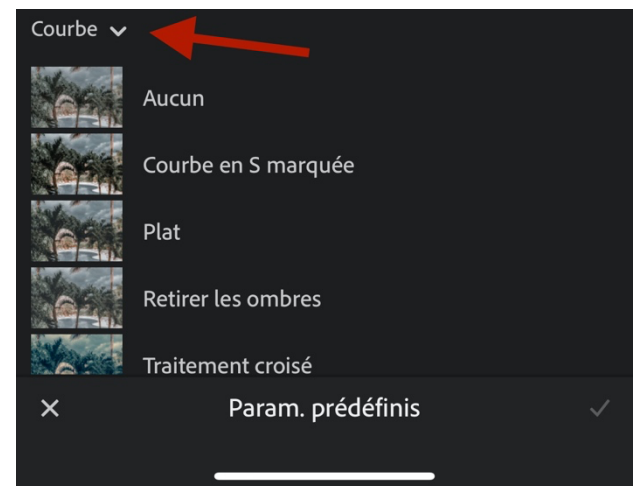 Courbe
Aucun
Courbe en S marquée
Plat
Retirer les ombres
Traitement croisé
Param. prédéfinis